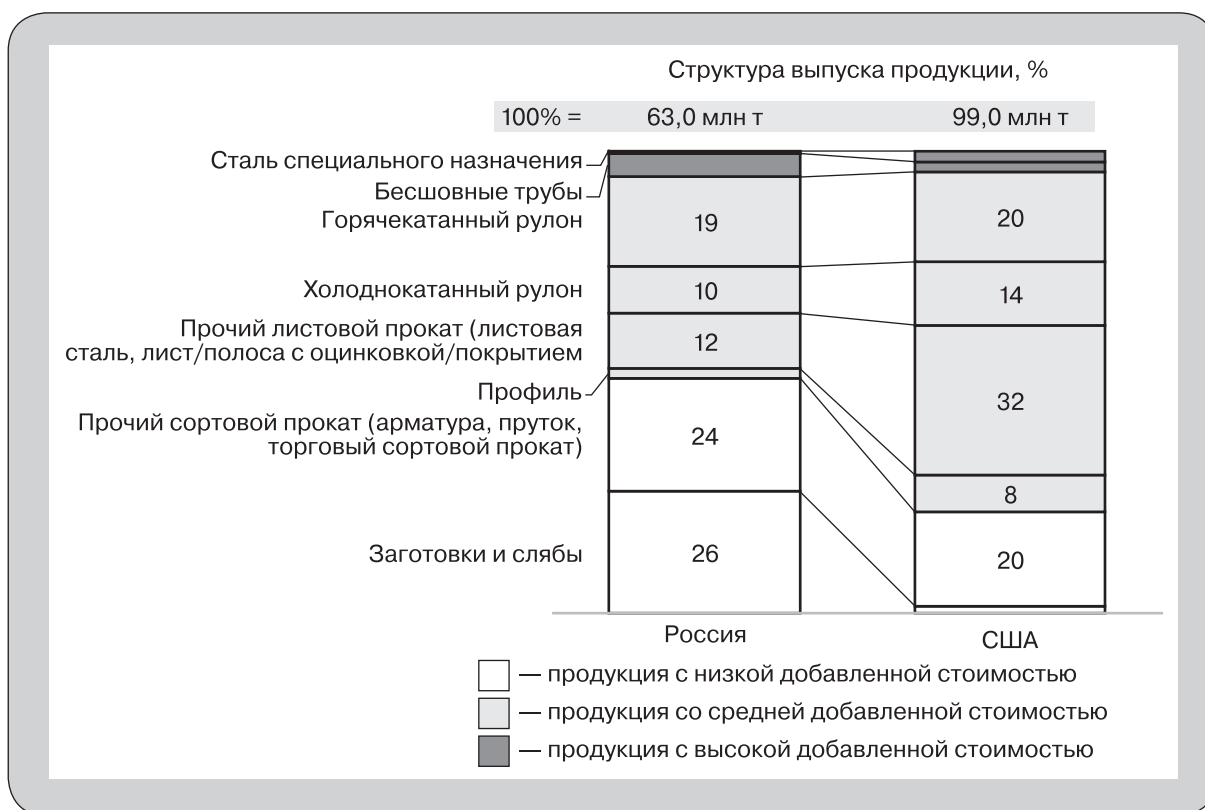 Структура выпуска продукции, %
100% = 63,0 млн т 99,0 млн т
Сталь специального назначения
Бесшовные трубы
Горячекатанный рулон 19 20
Холоднокатанный рулон 10 14
Прочий листовой прокат (листовая
сталь, лист/полоса с оцинковкой/покрытием 12 32
Профиль 8
Прочий сортовой прокат (арматура, пруток,
торговый сортовой прокат) 24 20
Заготовки и слябы 26
Россия США
— продукция с низкой добавленной стоимостью
— продукция со средней добавленной стоимостью
— продукция с высокой добавленной стоимостью